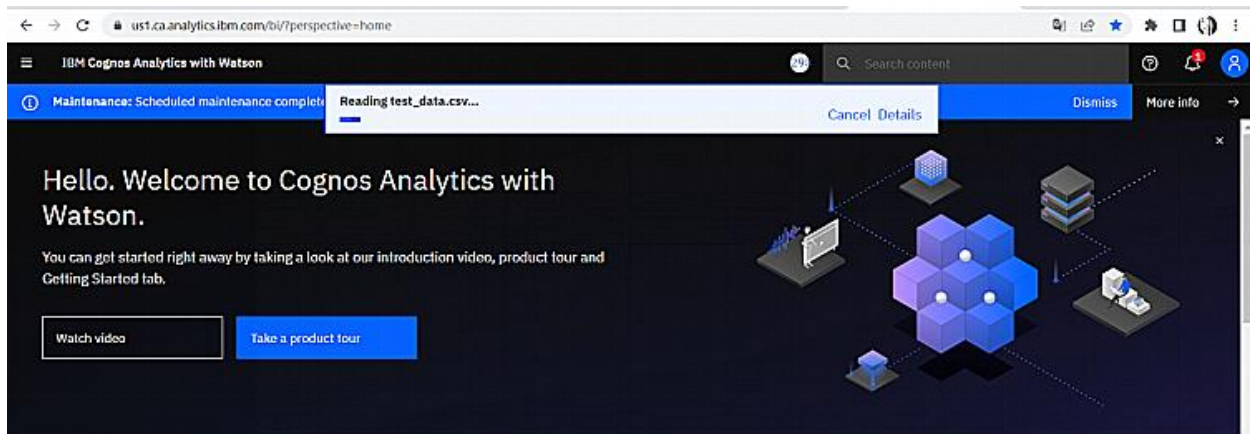 us1.ca.analytics.ibm.com/bi/?perspective=home
IBM Cognos Analytics with Watson
29
Search content
1
Maintenance: Scheduled maintenance complete
Reading test_data.csv...
Cancel Details
Dismiss
More info
Hello. Welcome to Cognos Analytics with
Watson.
You can get started right away by taking a look at our introduction video, product tour and
Getting Started tab.
Watch video
Take a product tour